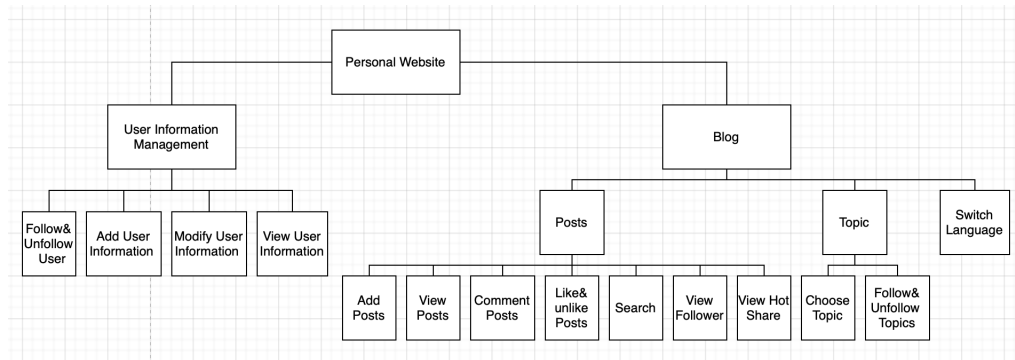 Personal Website
User Information
Management
Blog
Follow&
Unfollow
User
Add User
Information
Modify User
Information
View User
Information
Posts
Topic
Switch
Language
Add
Posts
View
Posts
Comment
Posts
Like&
unlike
Posts
Search
View
Follower
View Hot
Share
Choose
Topic
Follow&
Unfollow
Topics